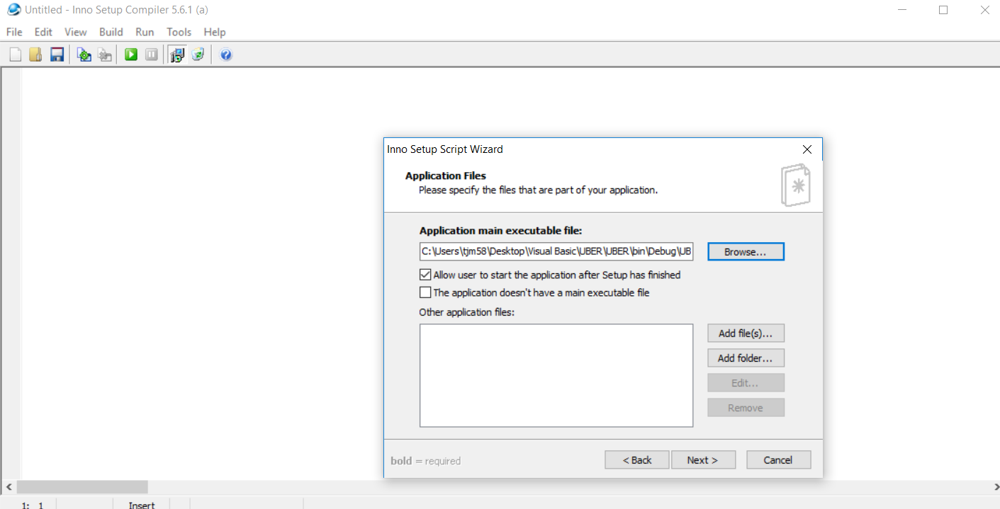 Untitled - Inno Setup Compiler 5.6.1 (a)
File Edit View Build Run Tools Help
Inno Setup Script Wizard
Application Files
Please specify the files that are part of your application.
Application main executable file:
C:\Users\tjm58\Desktop\Visual Basic\UBER\UBER\bin\Debug\UB Browse...
Allow user to start the application after Setup has finished
The application doesn't have a main executable file
Other application files:
Add file(s)...
Add folder...
Edit...
Remove
bold = required < Back Next > Cancel
1: 1 Insert